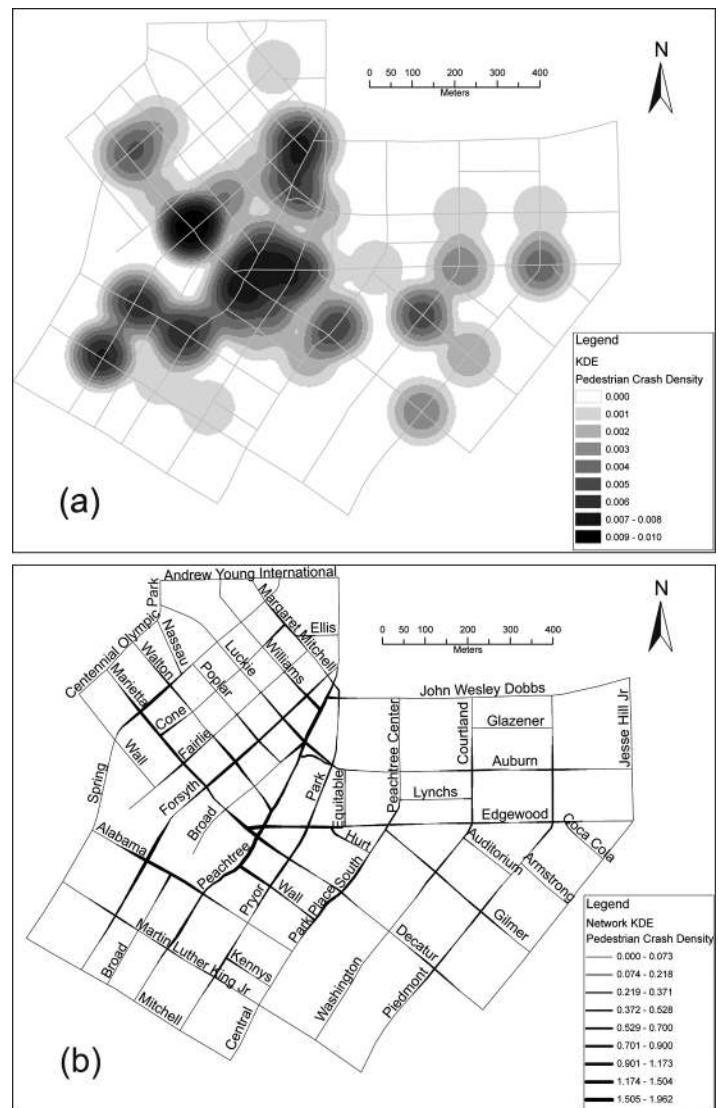 0 50 100 200 300 400
Meters
N
Legend
KDE
Pedestrian Crash Density
0.000
0.001
0.002
0.003
0.004
0.005
0.006
0.007 - 0.008
0.009 - 0.010
(a)
Andrew Young International
N
Centennial Olympic Park
Margaret Mitchell
Ellis
Nassau
Walton
Luckie
Williams
Marietta
Poplar
Cone
Wall
Fairlie
Spring
Forsyth
Broad
Alabama
Peachtree
Park
Equitable
Peachtree Center
John Wesley Dobbs
Courtland
Glazener
Jesse Hill Jr
Auburn
Lynchs
Edgewood
Coca Cola
Hurt
Auditorium
Armstrong
Wall
Pryor
Park Place South
Gilmer
Decatur
Martin Luther King Jr
Broad
Kennys
Mitchell
Central
Washington
Piedmont
0 50 100 200 300 400
Meters
Legend
Network KDE
Pedestrian Crash Density
0.000 - 0.073
0.074 - 0.218
0.219 - 0.371
0.372 - 0.528
0.529 - 0.700
0.701 - 0.900
0.901 - 1.173
1.174 - 1.504
1.505 - 1.962
(b)